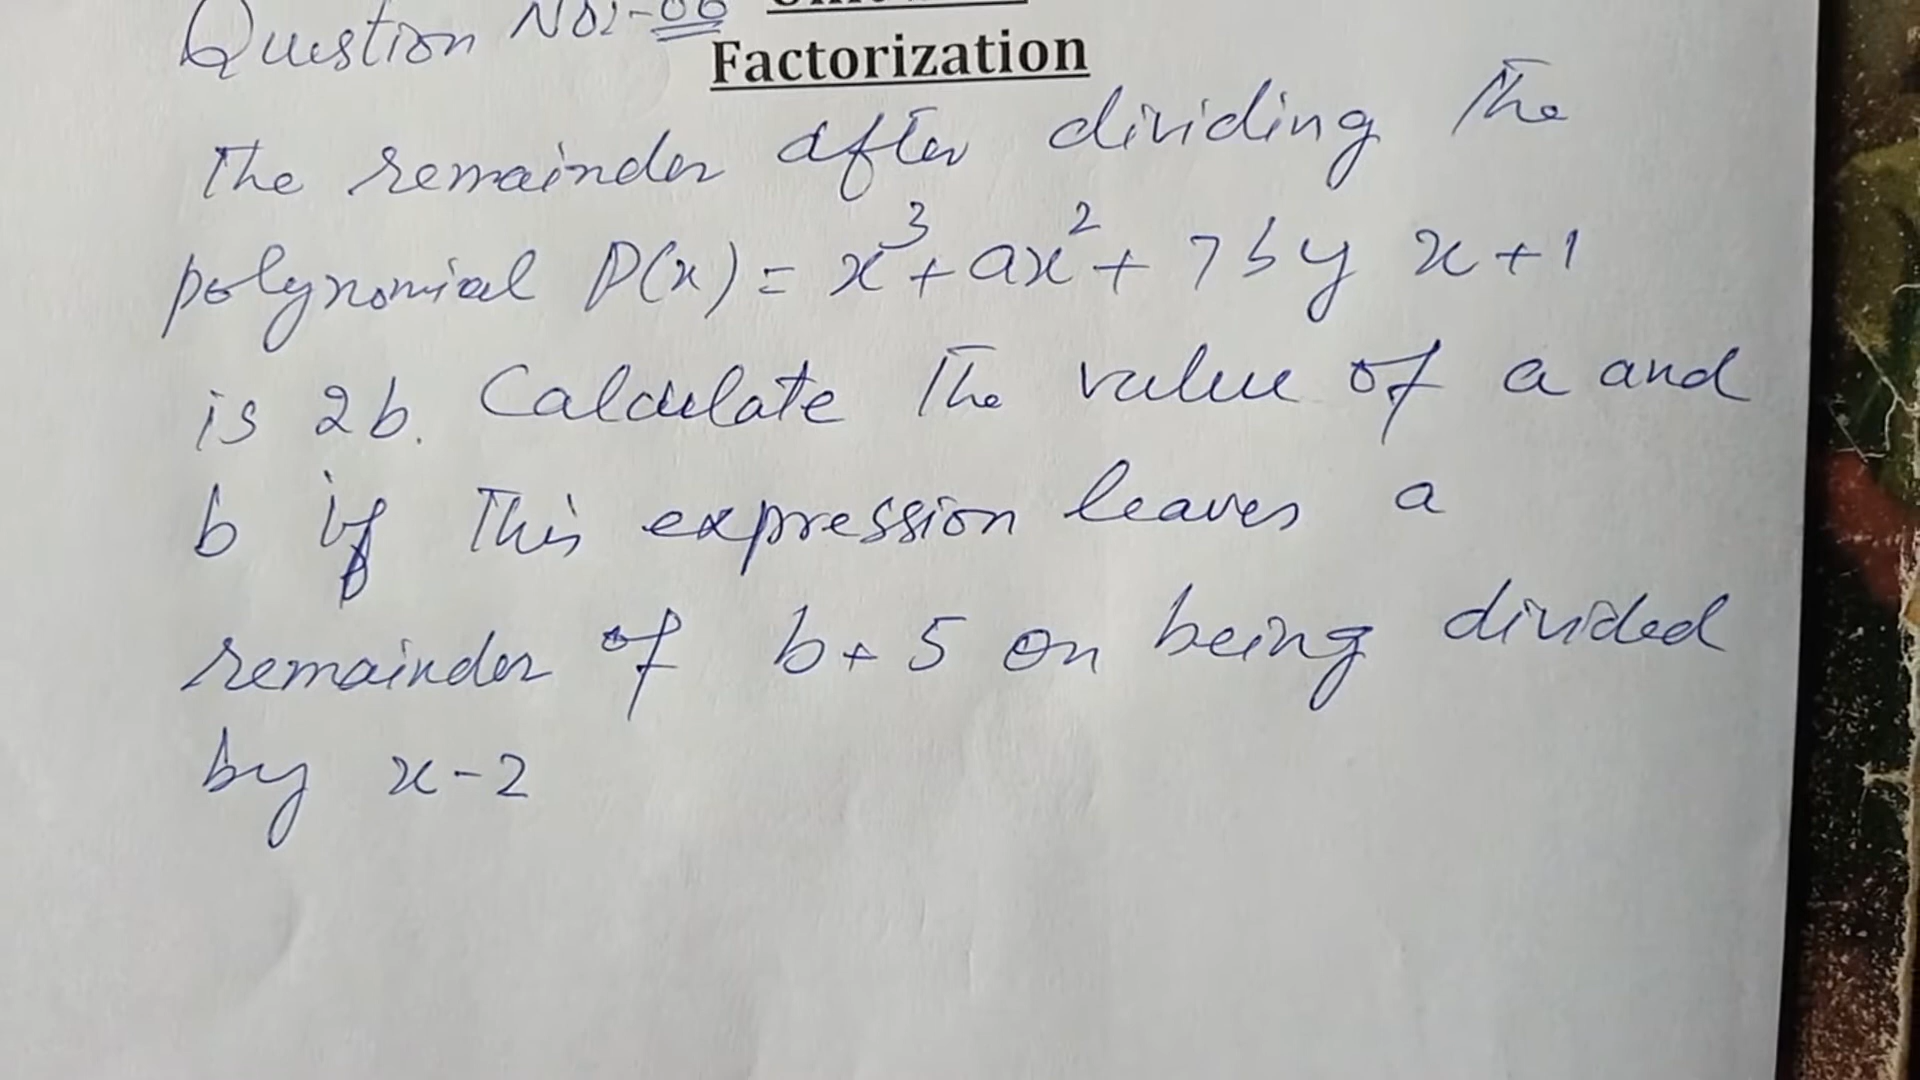 Question No:-06
Factorization
The remainder after dividing the
polynomial P(x) = x³ + ax² + 7 by x + 1
is 2b. Calculate the value of a and
b if this expression leaves a
remainder of b + 5 on being divided
by x - 2